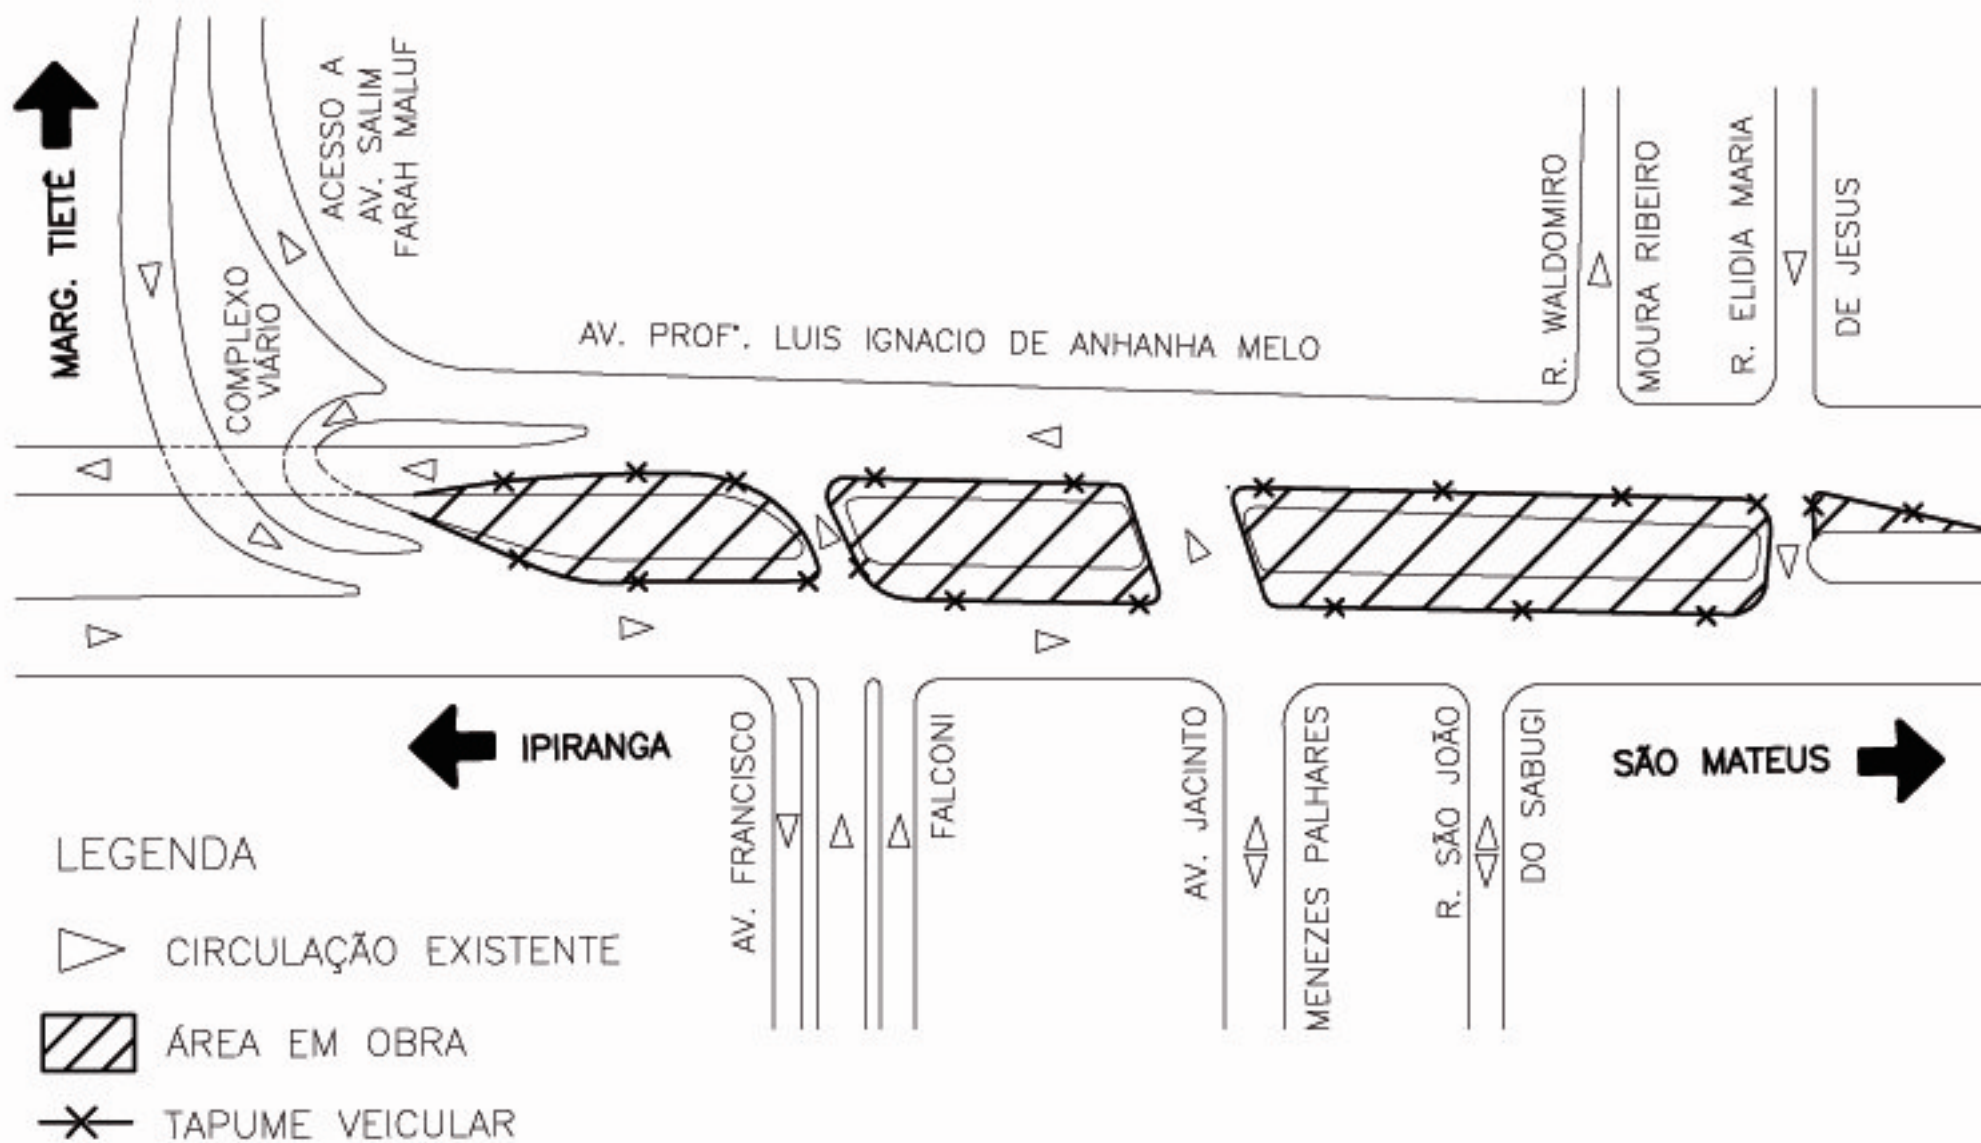 MARG. TIETÊ
ACESSO A
AV. SALIM
FARAH MALUF
COMPLEXO
VIÁRIO
AV. PROFº. LUIS IGNACIO DE ANHANHA MELO
R. WALDOMIRO
MOURA RIBEIRO
R. ELIDIA MARIA
DE JESUS
IPIRANGA
AV. FRANCISCO
FALCONI
AV. JACINTO
MENEZES PALHARES
R. SÃO JOÃO
DO SABUGI
SÃO MATEUS
LEGENDA
CIRCULAÇÃO EXISTENTE
ÁREA EM OBRA
TAPUME VEICULAR